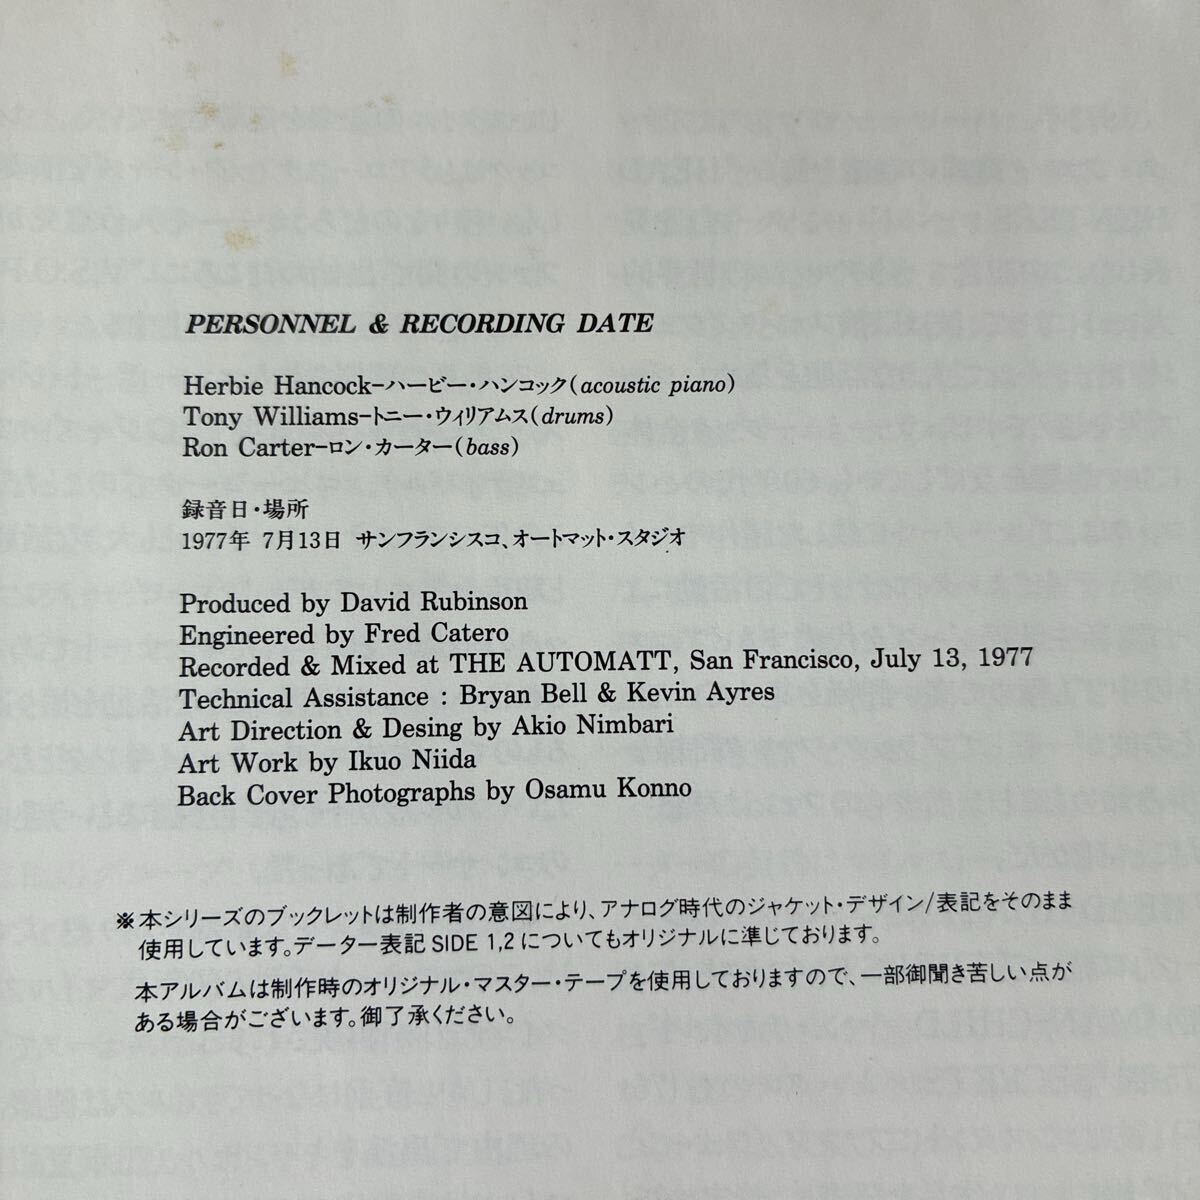 PERSONNEL & RECORDING DATE
Herbie Hancock–ハービー・ハンコック(acoustic piano)
Tony Williams–トニー・ウィリアムス(drums)
Ron Carter–ロン・カーター(bass)
録音日・場所
1977年 7月13日 サンフランシスコ、オートマット・スタジオ
Produced by David Rubinson
Engineered by Fred Catero
Recorded & Mixed at THE AUTOMATT, San Francisco, July 13, 1977
Technical Assistance : Bryan Bell & Kevin Ayres
Art Direction & Desing by Akio Nimbari
Art Work by Ikuo Niida
Back Cover Photographs by Osamu Konno
※本シリーズのブックレットは制作者の意図により、アナログ時代のジャケット・デザイン/表記をそのまま
使用しています。データー表記 SIDE 1,2 についてもオリジナルに準じております。
本アルバムは制作時のオリジナル・マスター・テープを使用しておりますので、一部御聞き苦しい点が
ある場合がございます。御了承ください。